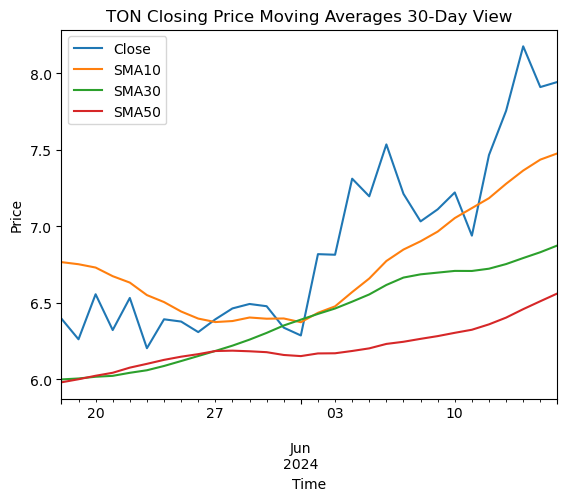 TON Closing Price Moving Averages 30-Day View
Close
SMA10
SMA30
SMA50
8.0
7.5
7.0
6.5
6.0
Price
20
27
03
10
Jun
2024
Time